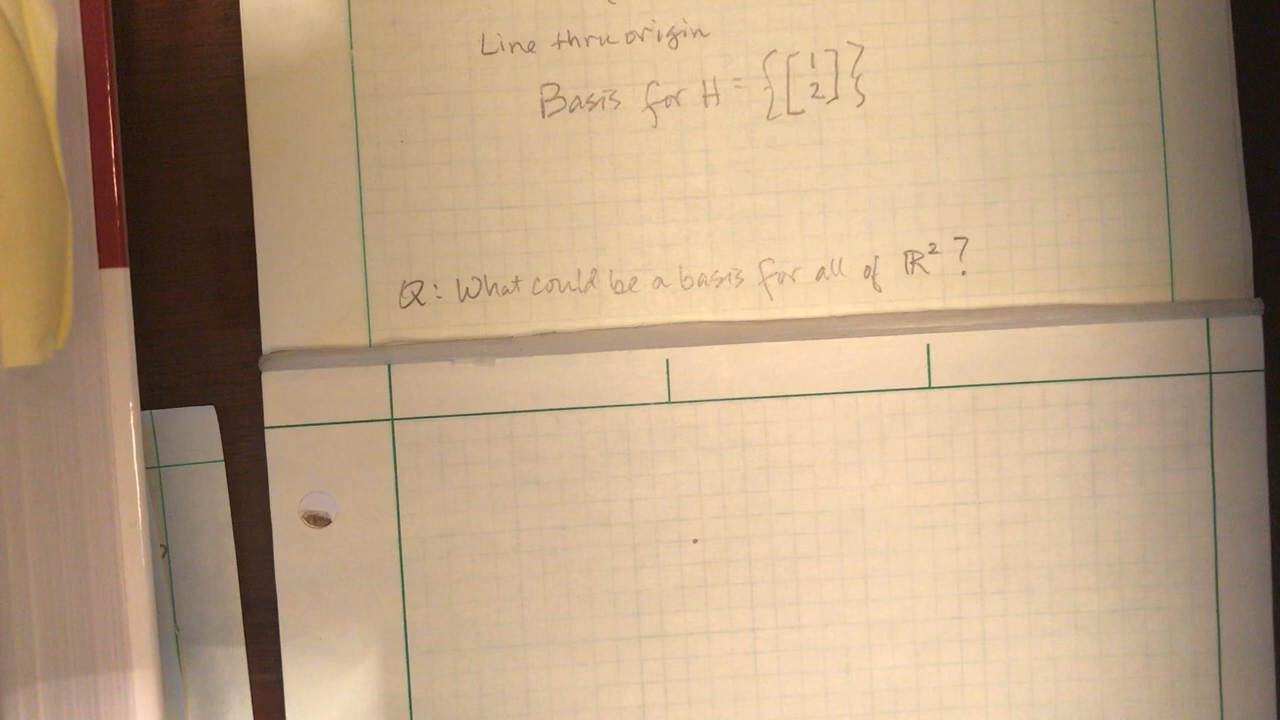 Line thru origin
Basis for H = {[1 2]}
Q: What could be a basis for all of ℝ²?